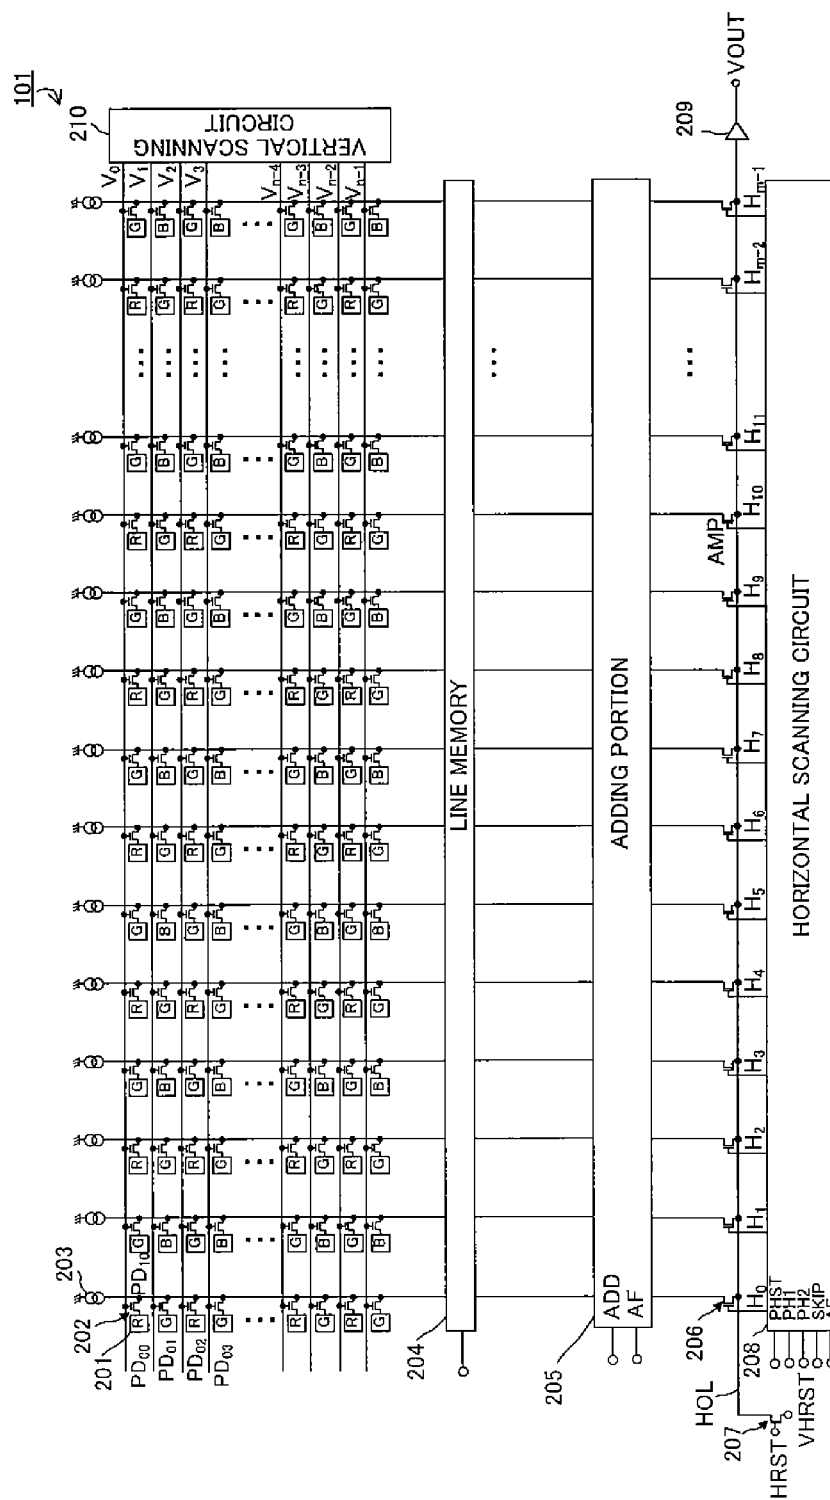 101
203
202
201
210
V0
R G R G R G R G R G R G ... R G
PD00
PD10
V1
G B G B G B G B G B G B ... G B
PD01
V2
R G R G R G R G R G R G ... R G
PD02
V3
G B G B G B G B G B G B ... G B
PD03
VERTICAL SCANNING
CIRCUIT
Vn-4
R G R G R G R G R G R G ... R G
Vn-3
G B G B G B G B G B G B ... G B
Vn-2
R G R G R G R G R G R G ... R G
Vn-1
G B G B G B G B G B G B ... G B
204
LINE MEMORY
205
ADD
AF
ADDING PORTION
206
AMP
209
VOUT
HOL
207
HRST
VHRST
H0 H1 H2 H3 H4 H5 H6 H7 H8 H9 H10 H11 Hm-2 Hm-1
208
PHST
PH1
PH2
SKIP
AF
HORIZONTAL SCANNING CIRCUIT